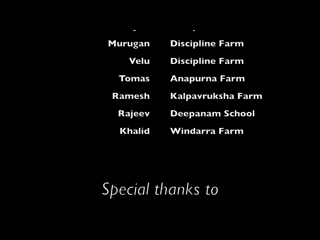 Murugan Discipline Farm
Velu Discipline Farm
Tomas Anapurna Farm
Ramesh Kalpavruksha Farm
Rajeev Deepanam School
Khalid Windarra Farm
Special thanks to